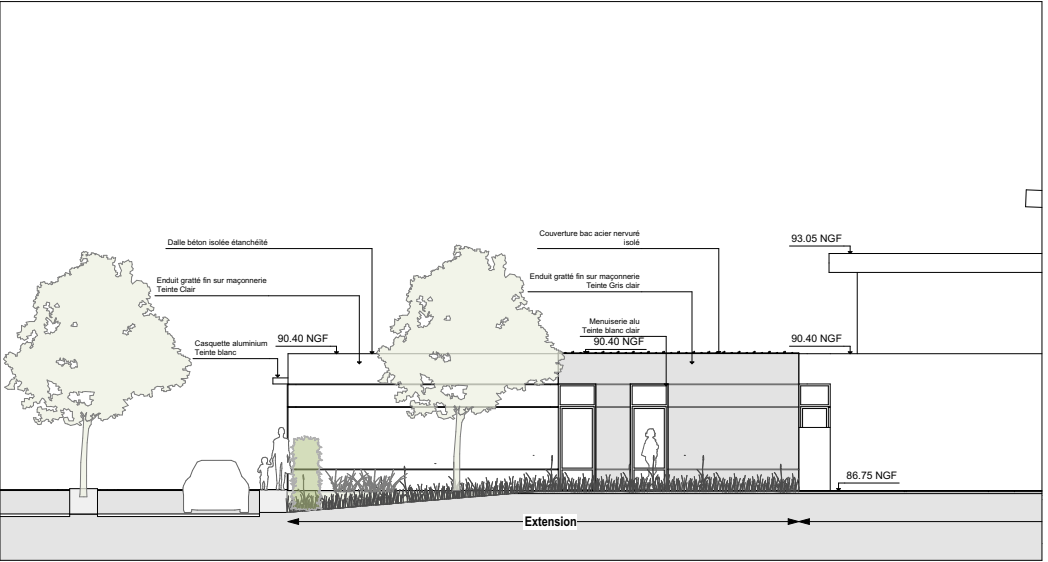 Dalle béton isolée étanchéïté
Couverture bac acier nervuré
isolé
93.05 NGF
Enduit gratté fin sur maçonnerie
Teinte Clair
Enduit gratté fin sur maçonnerie
Teinte Gris clair
Casquette aluminium
Teinte blanc
90.40 NGF
Menuiserie alu
Teinte blanc clair
90.40 NGF
90.40 NGF
86.75 NGF
Extension